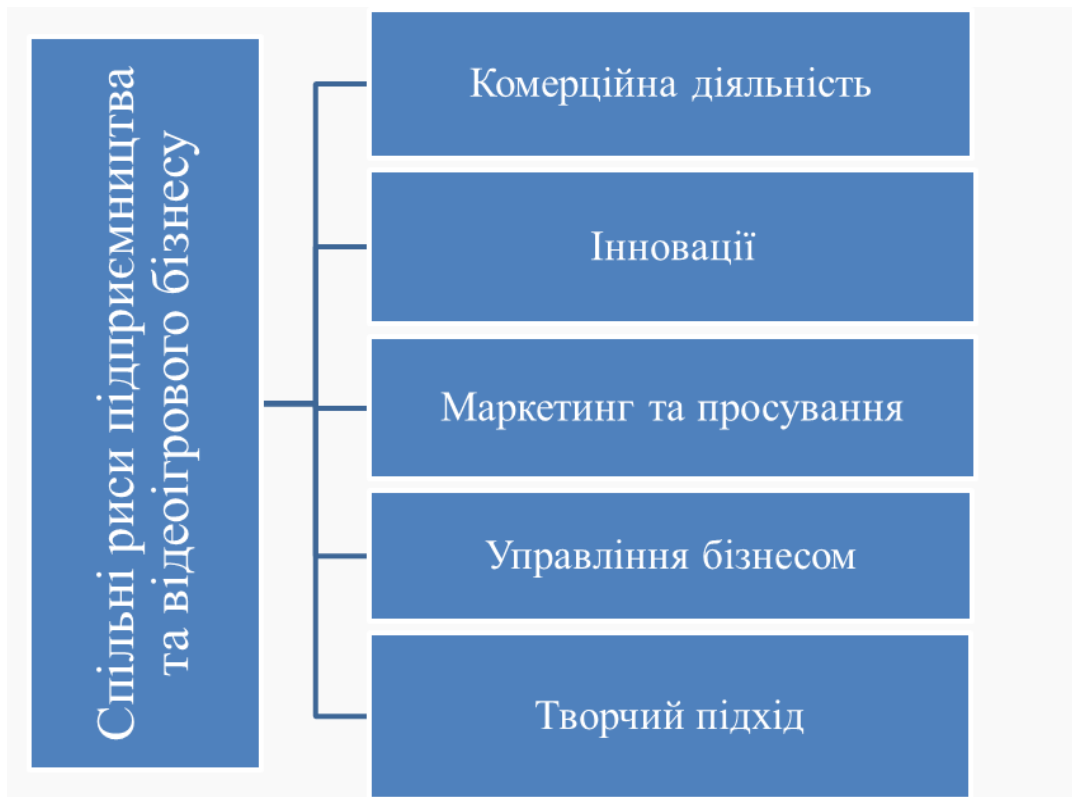 Спільні риси підприємництва
та відеоігрового бізнесу
Комерційна діяльність
Інновації
Маркетинг та просування
Управління бізнесом
Творчий підхід